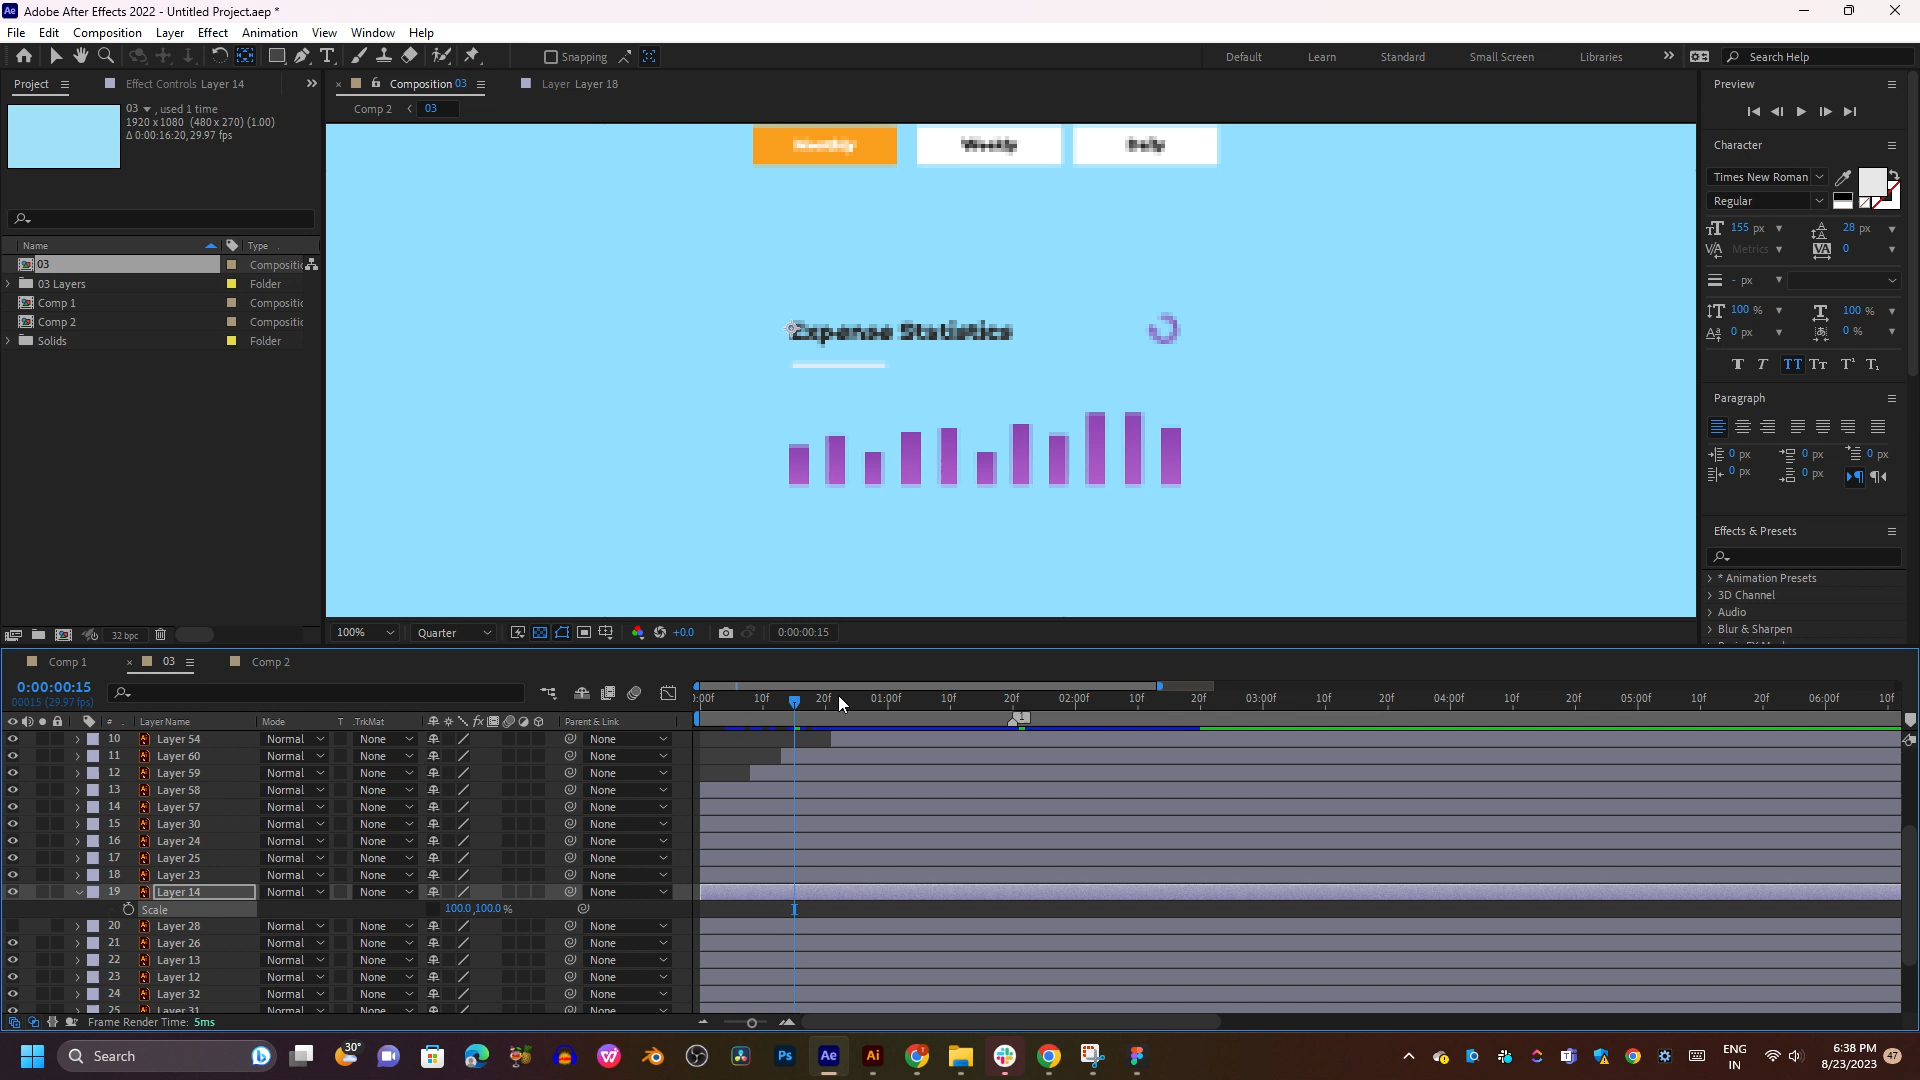 Adobe After Effects 2022 - Untitled Project.aep *
File Edit Composition Layer Effect Animation View Window Help
Snapping Default Learn Standard Small Screen Libraries Search Help
Project Effect Controls Layer 14 Composition 03 Layer Layer 18 Preview
03 , used 1 time
1920 x 1080 (480 x 270) (1.00)
Δ 0:00:16:20, 29.97 fps
Comp 2 03
Monthly Weekly Daily
Character
Times New Roman
Regular
155 px 28 px
Metrics 0
- px
100 % 100 %
0 px 0 %
Name Type
03 Compositic
03 Layers Folder
Comp 1 Compositic
Comp 2 Compositic
Solids Folder
Expense Statistics
Paragraph
0 px 0 px 0 px
0 px 0 px
Effects & Presets
* Animation Presets
3D Channel
Audio
Blur & Sharpen
32 bpc 100% Quarter +0.0 0:00:00:15
Comp 1 03 Comp 2
0:00:00:15
00015 (29.97 fps)
):00f 10f 20f 01:00f 10f 20f 02:00f 10f 20f 03:00f 10f 20f 04:00f 10f 20f 05:00f 10f 20f 06:00f 10f
# Layer Name Mode T .TrkMat fx Parent & Link 1
10 Layer 54 Normal None None
11 Layer 60 Normal None None
12 Layer 59 Normal None None
13 Layer 58 Normal None None
14 Layer 57 Normal None None
15 Layer 30 Normal None None
16 Layer 24 Normal None None
17 Layer 25 Normal None None
18 Layer 23 Normal None None
19 Layer 14 Normal None None
Scale 100.0,100.0 %
20 Layer 28 Normal None None
21 Layer 26 Normal None None
22 Layer 13 Normal None None
23 Layer 12 Normal None None
24 Layer 32 Normal None None
25 Layer 31 Normal None None
Frame Render Time: 5ms
Search 30° Ps Ae Ai ENG IN 6:38 PM 8/23/2023 47